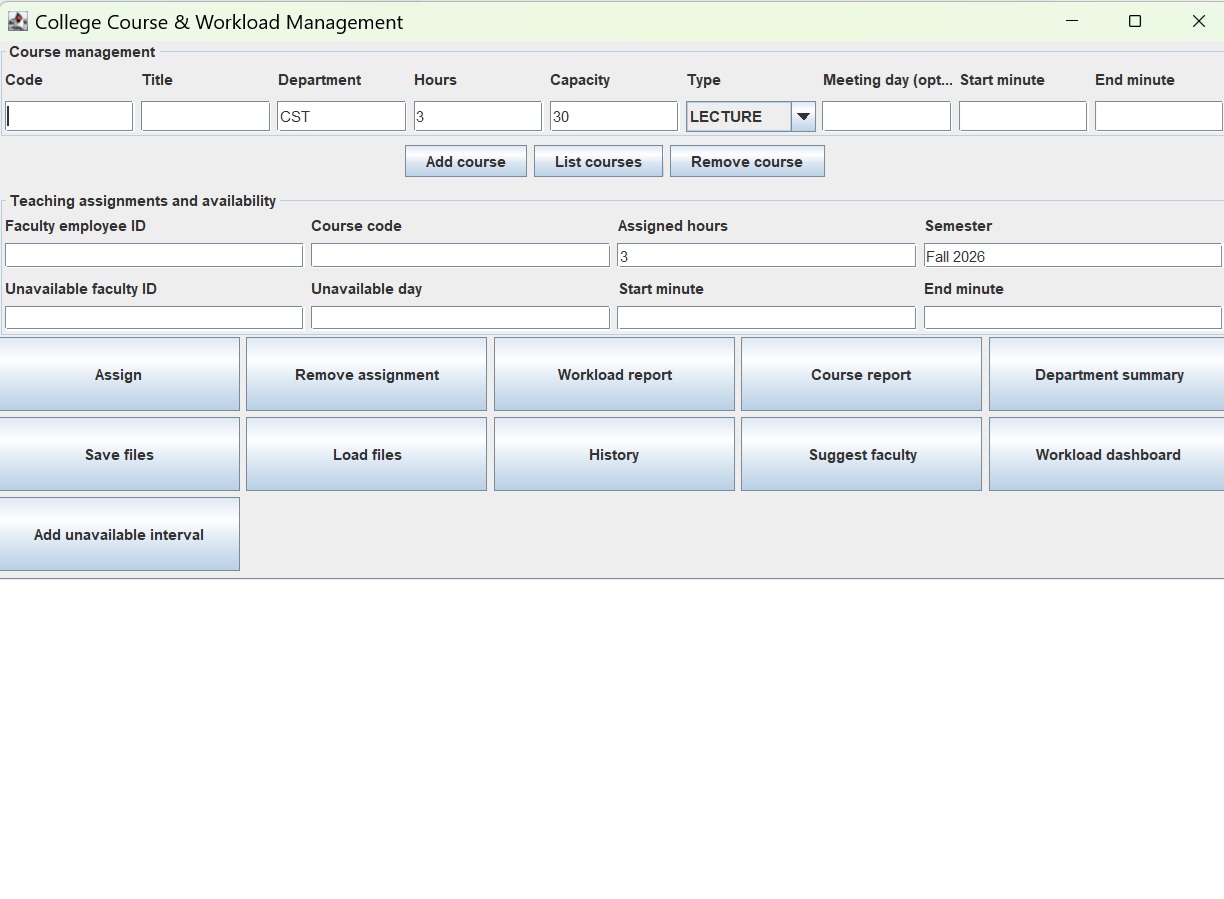 College Course & Workload Management
Course management
Code Title Department Hours Capacity Type Meeting day (opt... Start minute End minute
CST 3 30 LECTURE
Add course List courses Remove course
Teaching assignments and availability
Faculty employee ID Course code Assigned hours Semester
3 Fall 2026
Unavailable faculty ID Unavailable day Start minute End minute
Assign Remove assignment Workload report Course report Department summary
Save files Load files History Suggest faculty Workload dashboard
Add unavailable interval